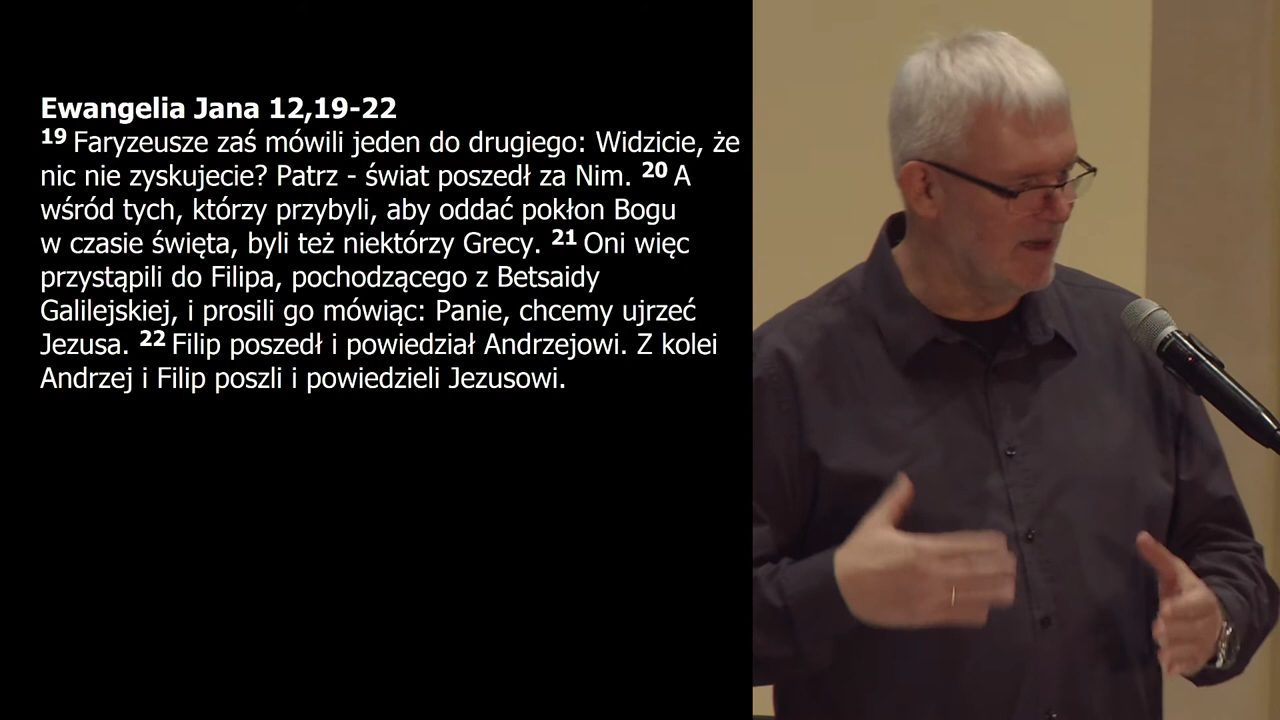 Ewangelia Jana 12,19-22
19 Faryzeusze zaś mówili jeden do drugiego: Widzicie, że
nic nie zyskujecie? Patrz - świat poszedł za Nim. 20 A
wśród tych, którzy przybyli, aby oddać pokłon Bogu
w czasie święta, byli też niektórzy Grecy. 21 Oni więc
przystąpili do Filipa, pochodzącego z Betsaidy
Galilejskiej, i prosili go mówiąc: Panie, chcemy ujrzeć
Jezusa. 22 Filip poszedł i powiedział Andrzejowi. Z kolei
Andrzej i Filip poszli i powiedzieli Jezusowi.